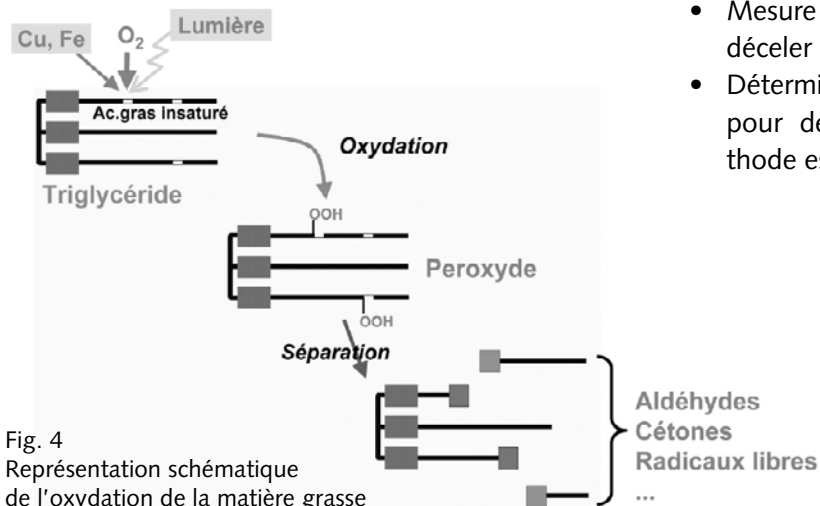 Cu, Fe
O2
Lumière
Ac.gras insaturé
Triglycéride
Oxydation
OOH
Peroxyde
OOH
Séparation
Aldéhydes
Cétones
Radicaux libres
...
Fig. 4
Représentation schématique
de l'oxydation de la matière grasse
• Mesure
déceler
• Détermi
pour de
thode es